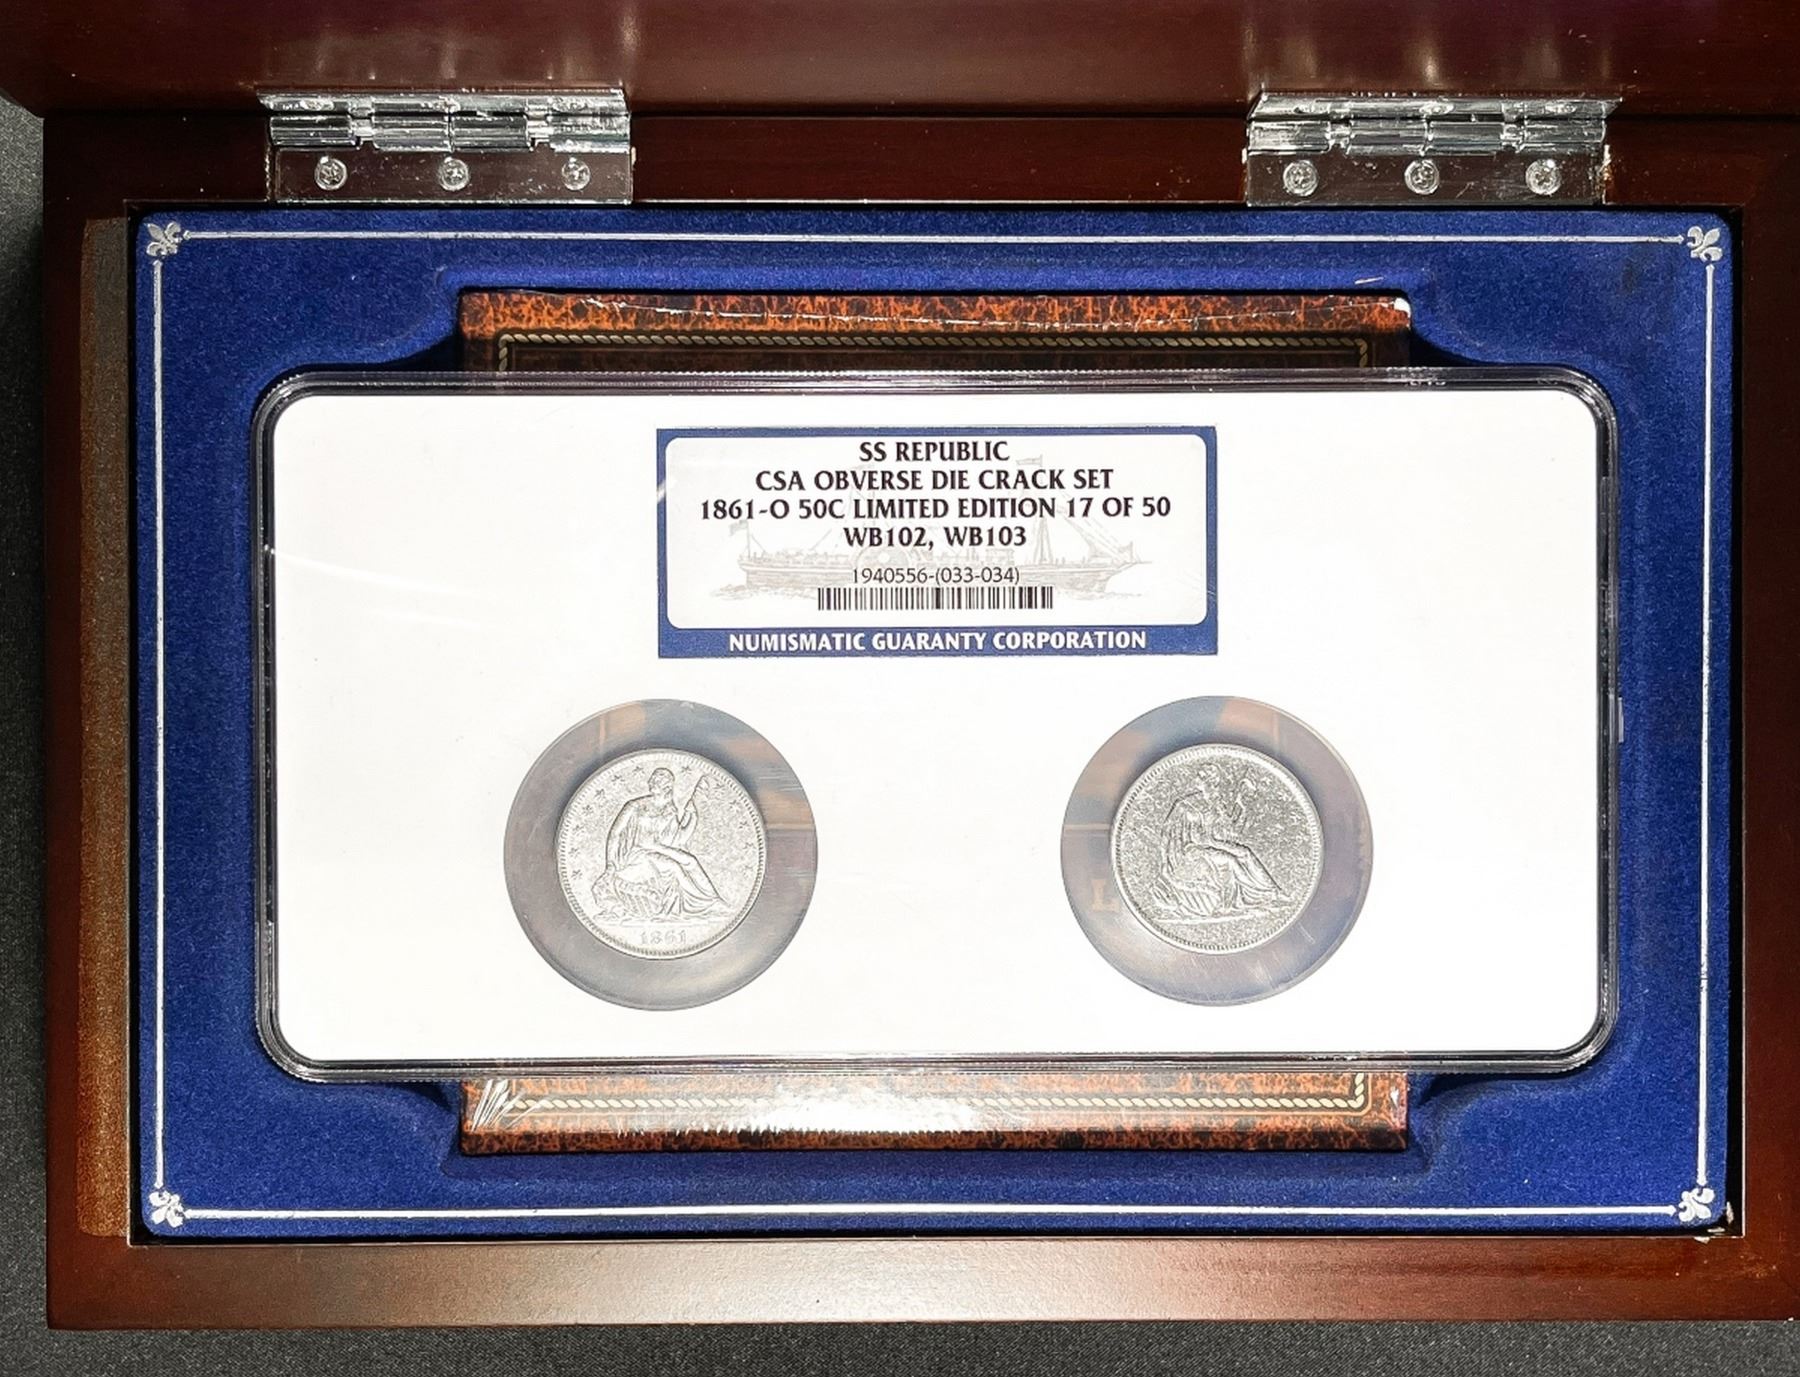 SS REPUBLIC
CSA OBVERSE DIE CRACK SET
1861-O 50C LIMITED EDITION 17 OF 50
WB102, WB103
1940556-(033-034)
NUMISMATIC GUARANTY CORPORATION
1861
L